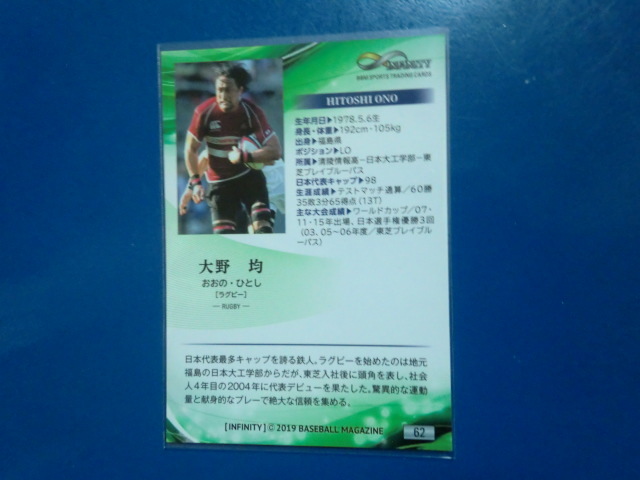 INFINITY
BBM SPORTS TRADING CARDS
HITOSHI ONO
生年月日▶1978.5.6生
身長・体重▶192cm・105kg
出身▶福島県
ポジション▶LO
所属▶清陵情報高－日本大工学部－東
芝ブレイブルーパス
日本代表キャップ▶98
生涯成績▶テストマッチ通算／60勝
35敗3分65得点（13T）
主な大会成績▶ワールドカップ／07・
11・15年出場、日本選手権優勝3回
（03、05～06年度／東芝ブレイブル
ーパス）
大野 均
おおの・ひとし
［ラグビー］
— RUGBY —
日本代表最多キャップを誇る鉄人。ラグビーを始めたのは地元
福島の日本大工学部からだが、東芝入社後に頭角を表し、社会
人4年目の2004年に代表デビューを果たした。驚異的な運動
量と献身的なプレーで絶大な信頼を集める。
［INFINITY］© 2019 BASEBALL MAGAZINE
62